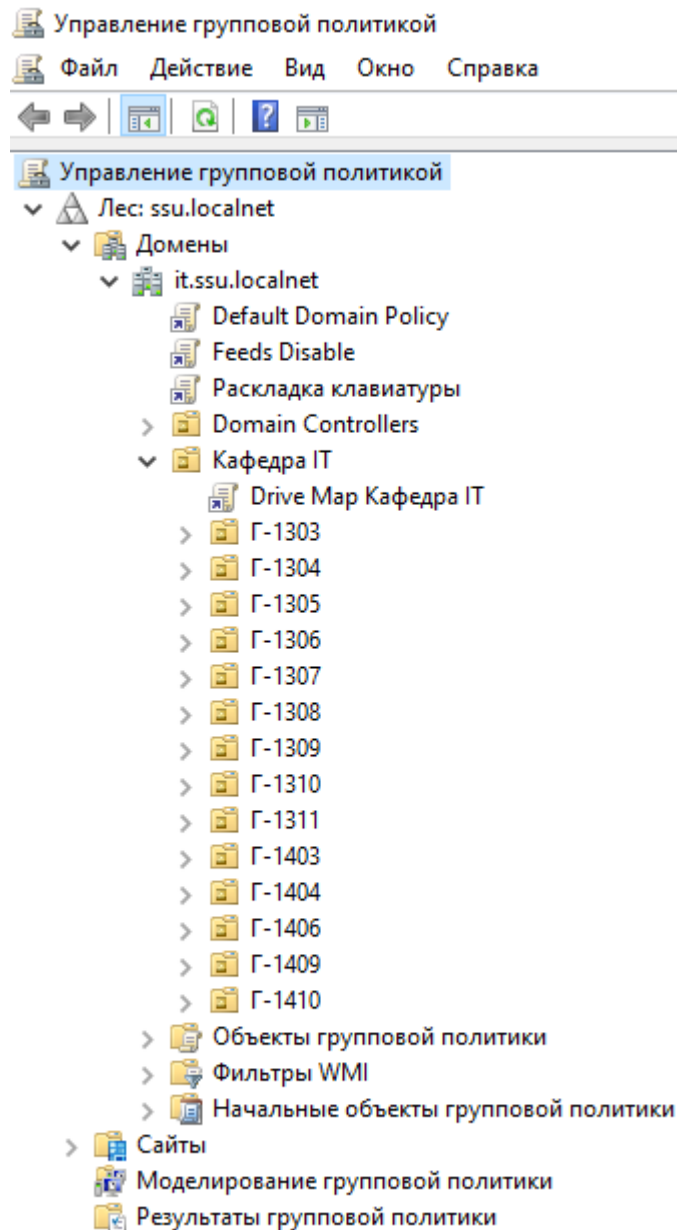 Управление групповой политикой
Файл Действие Вид Окно Справка
Управление групповой политикой
Лес: ssu.localnet
Домены
it.ssu.localnet
Default Domain Policy
Feeds Disable
Раскладка клавиатуры
Domain Controllers
Кафедра IT
Drive Map Кафедра IT
Г-1303
Г-1304
Г-1305
Г-1306
Г-1307
Г-1308
Г-1309
Г-1310
Г-1311
Г-1403
Г-1404
Г-1406
Г-1409
Г-1410
Объекты групповой политики
Фильтры WMI
Начальные объекты групповой политики
Сайты
Моделирование групповой политики
Результаты групповой политики